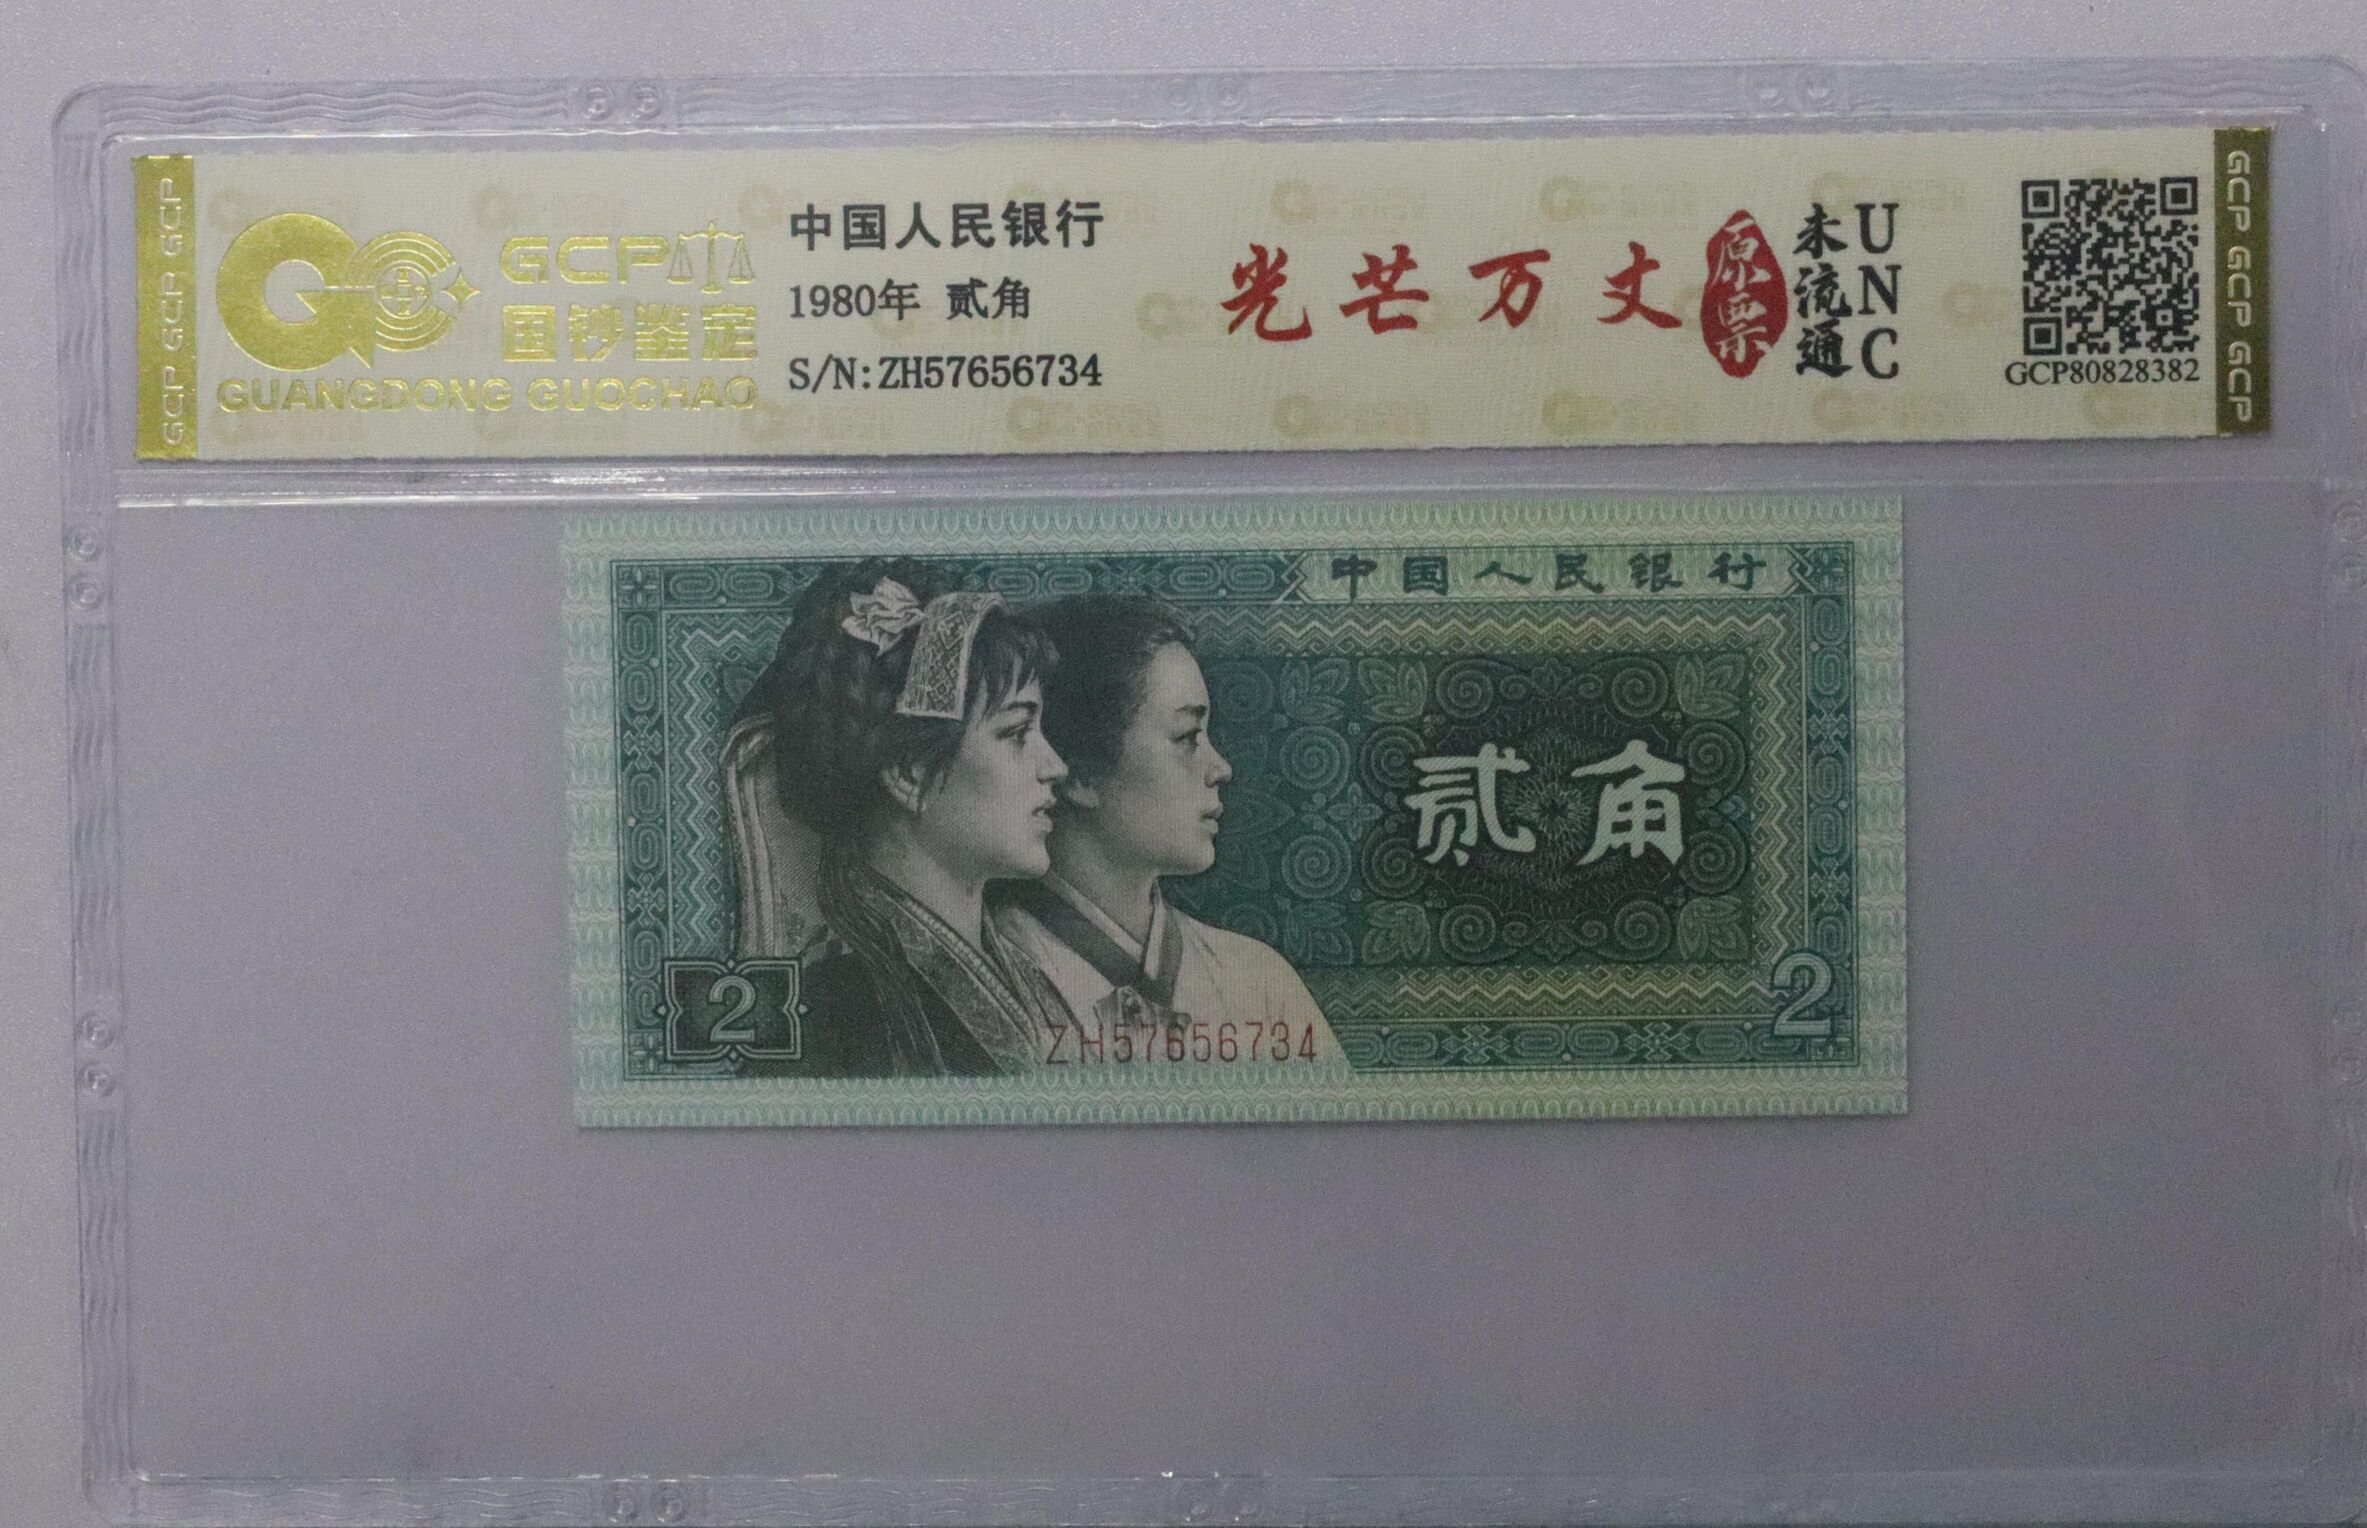 GCP GCP GCP
GCP
国钞鉴定
GUANGDONG GUOCHAO
中国人民银行
1980年 贰角
S/N:ZH57656734
光芒万丈
原票
未流通
UNC
GCP80828382
GCP GCP GCP
中国人民银行
贰角
2
2
ZH57656734